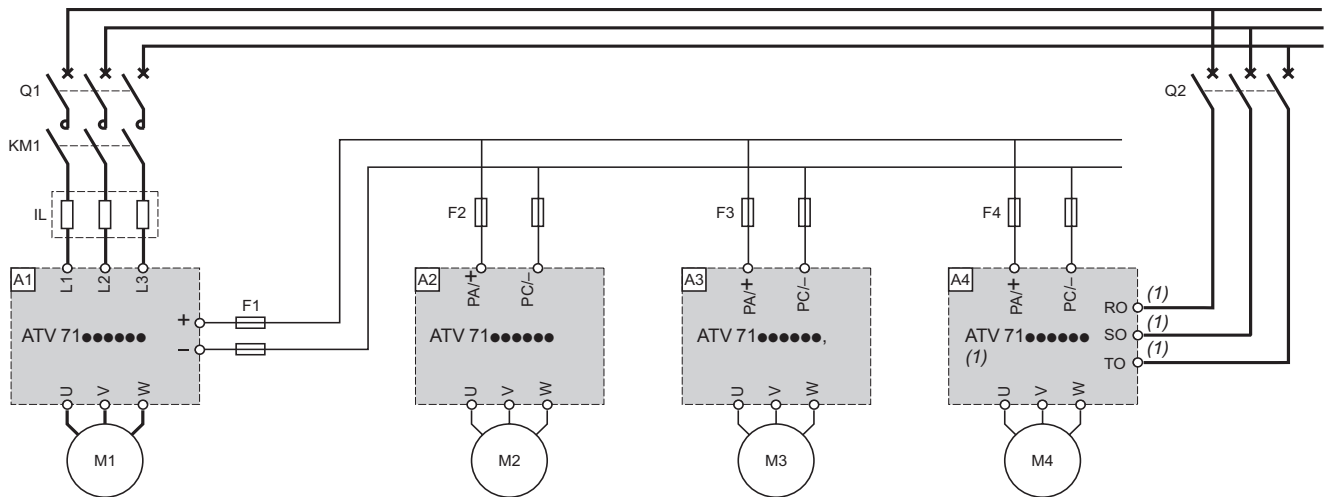 Q1
Q2
KM1
IL
F2
F3
F4
A1
L1 L2 L3
A2
PA/+ PC/–
A3
PA/+ PC/–
A4
PA/+ PC/–
F1
+
–
ATV 71●●●●●●
ATV 71●●●●●●
ATV 71●●●●●●,
ATV 71●●●●●●
(1)
RO (1)
SO (1)
TO (1)
U V W
U V W
U V W
U V W
M1
M2
M3
M4